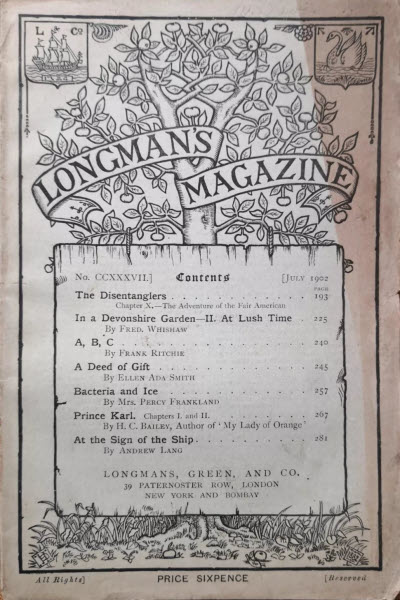 L Cº
LONGMAN'S
MAGAZINE
No. CCXXXVII.] Contents [JULY 1902
PAGE
The Disentanglers . . . . . . . . . . . . . 193
Chapter X.—The Adventure of the Fair American
In a Devonshire Garden—II. At Lush Time 225
By FRED. WHISHAW
A, B, C . . . . . . . . . . . . . . . . 240
By FRANK RITCHIE
A Deed of Gift . . . . . . . . . . . . . 245
By ELLEN ADA SMITH
Bacteria and Ice . . . . . . . . . . . . 257
By MRS. PERCY FRANKLAND
Prince Karl. Chapters I. and II. . . . . . . . 267
By H. C. BAILEY, Author of 'My Lady of Orange'
At the Sign of the Ship . . . . . . . . . . 281
By ANDREW LANG
LONGMANS, GREEN, AND CO.
39 PATERNOSTER ROW, LONDON
NEW YORK AND BOMBAY
All Rights] PRICE SIXPENCE [Reserved